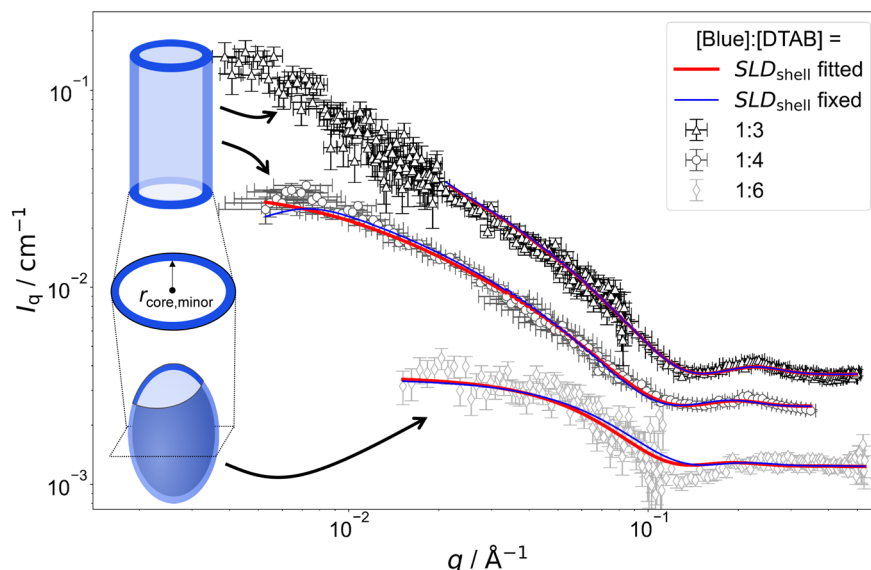 [Blue]:[DTAB] =
SLDshell fitted
SLDshell fixed
1:3
1:4
1:6
rcore,minor
Iq / cm⁻¹
10⁻¹
10⁻²
10⁻³
10⁻²
10⁻¹
q / Å⁻¹